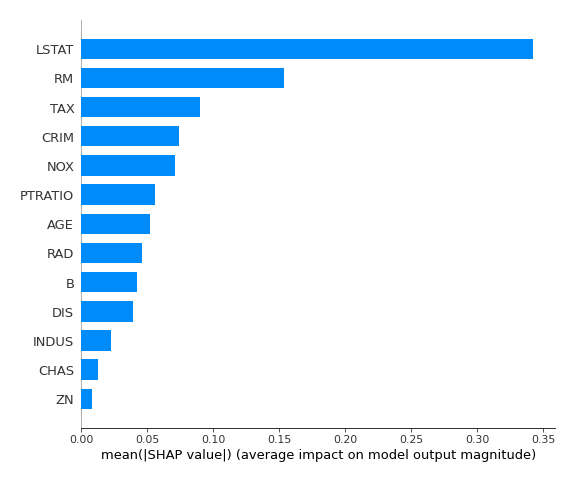 LSTAT
RM
TAX
CRIM
NOX
PTRATIO
AGE
RAD
B
DIS
INDUS
CHAS
ZN
0.00 0.05 0.10 0.15 0.20 0.25 0.30 0.35
mean(|SHAP value|) (average impact on model output magnitude)